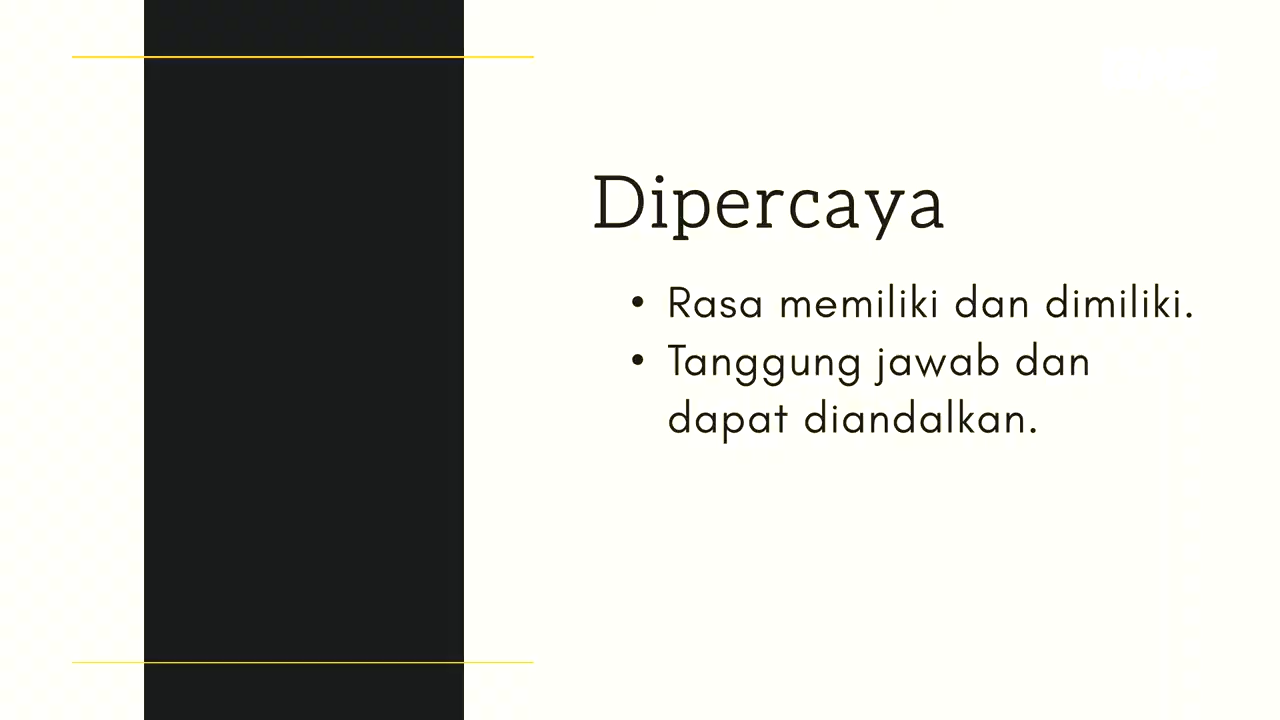 Dipercaya
• Rasa memiliki dan dimiliki.
• Tanggung jawab dan
dapat diandalkan.